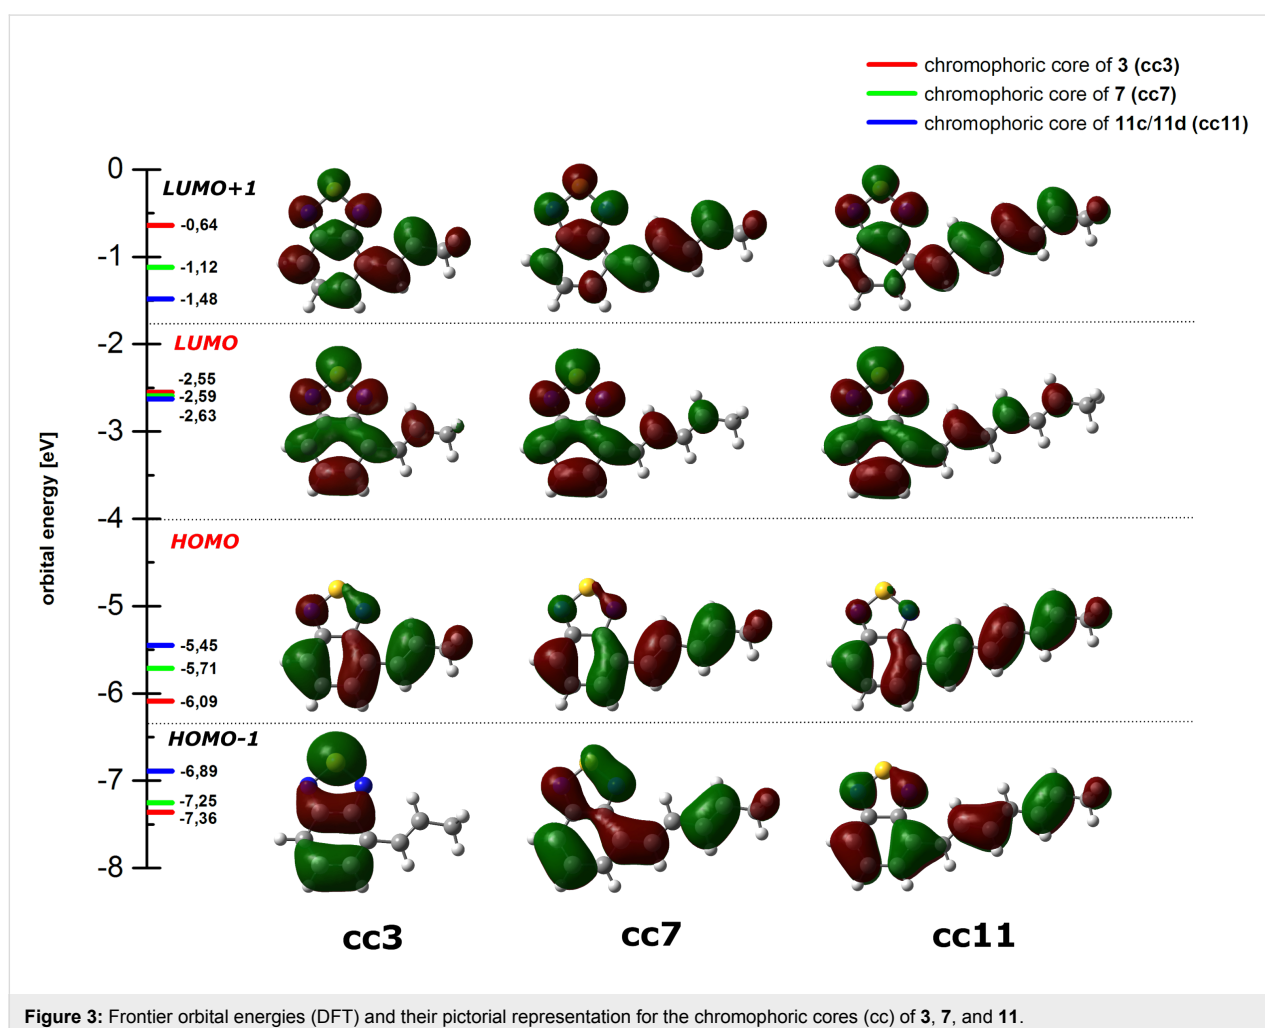 chromophoric core of 3 (cc3)
chromophoric core of 7 (cc7)
chromophoric core of 11c/11d (cc11)
0
LUMO+1
-0,64
-1
-1,12
-1,48
-2
LUMO
-2,55
-2,59
-2,63
-3
orbital energy [eV]
-4
HOMO
-5
-5,45
-5,71
-6
-6,09
HOMO-1
-6,89
-7
-7,25
-7,36
-8
cc3
cc7
cc11
Figure 3: Frontier orbital energies (DFT) and their pictorial representation for the chromophoric cores (cc) of 3, 7, and 11.